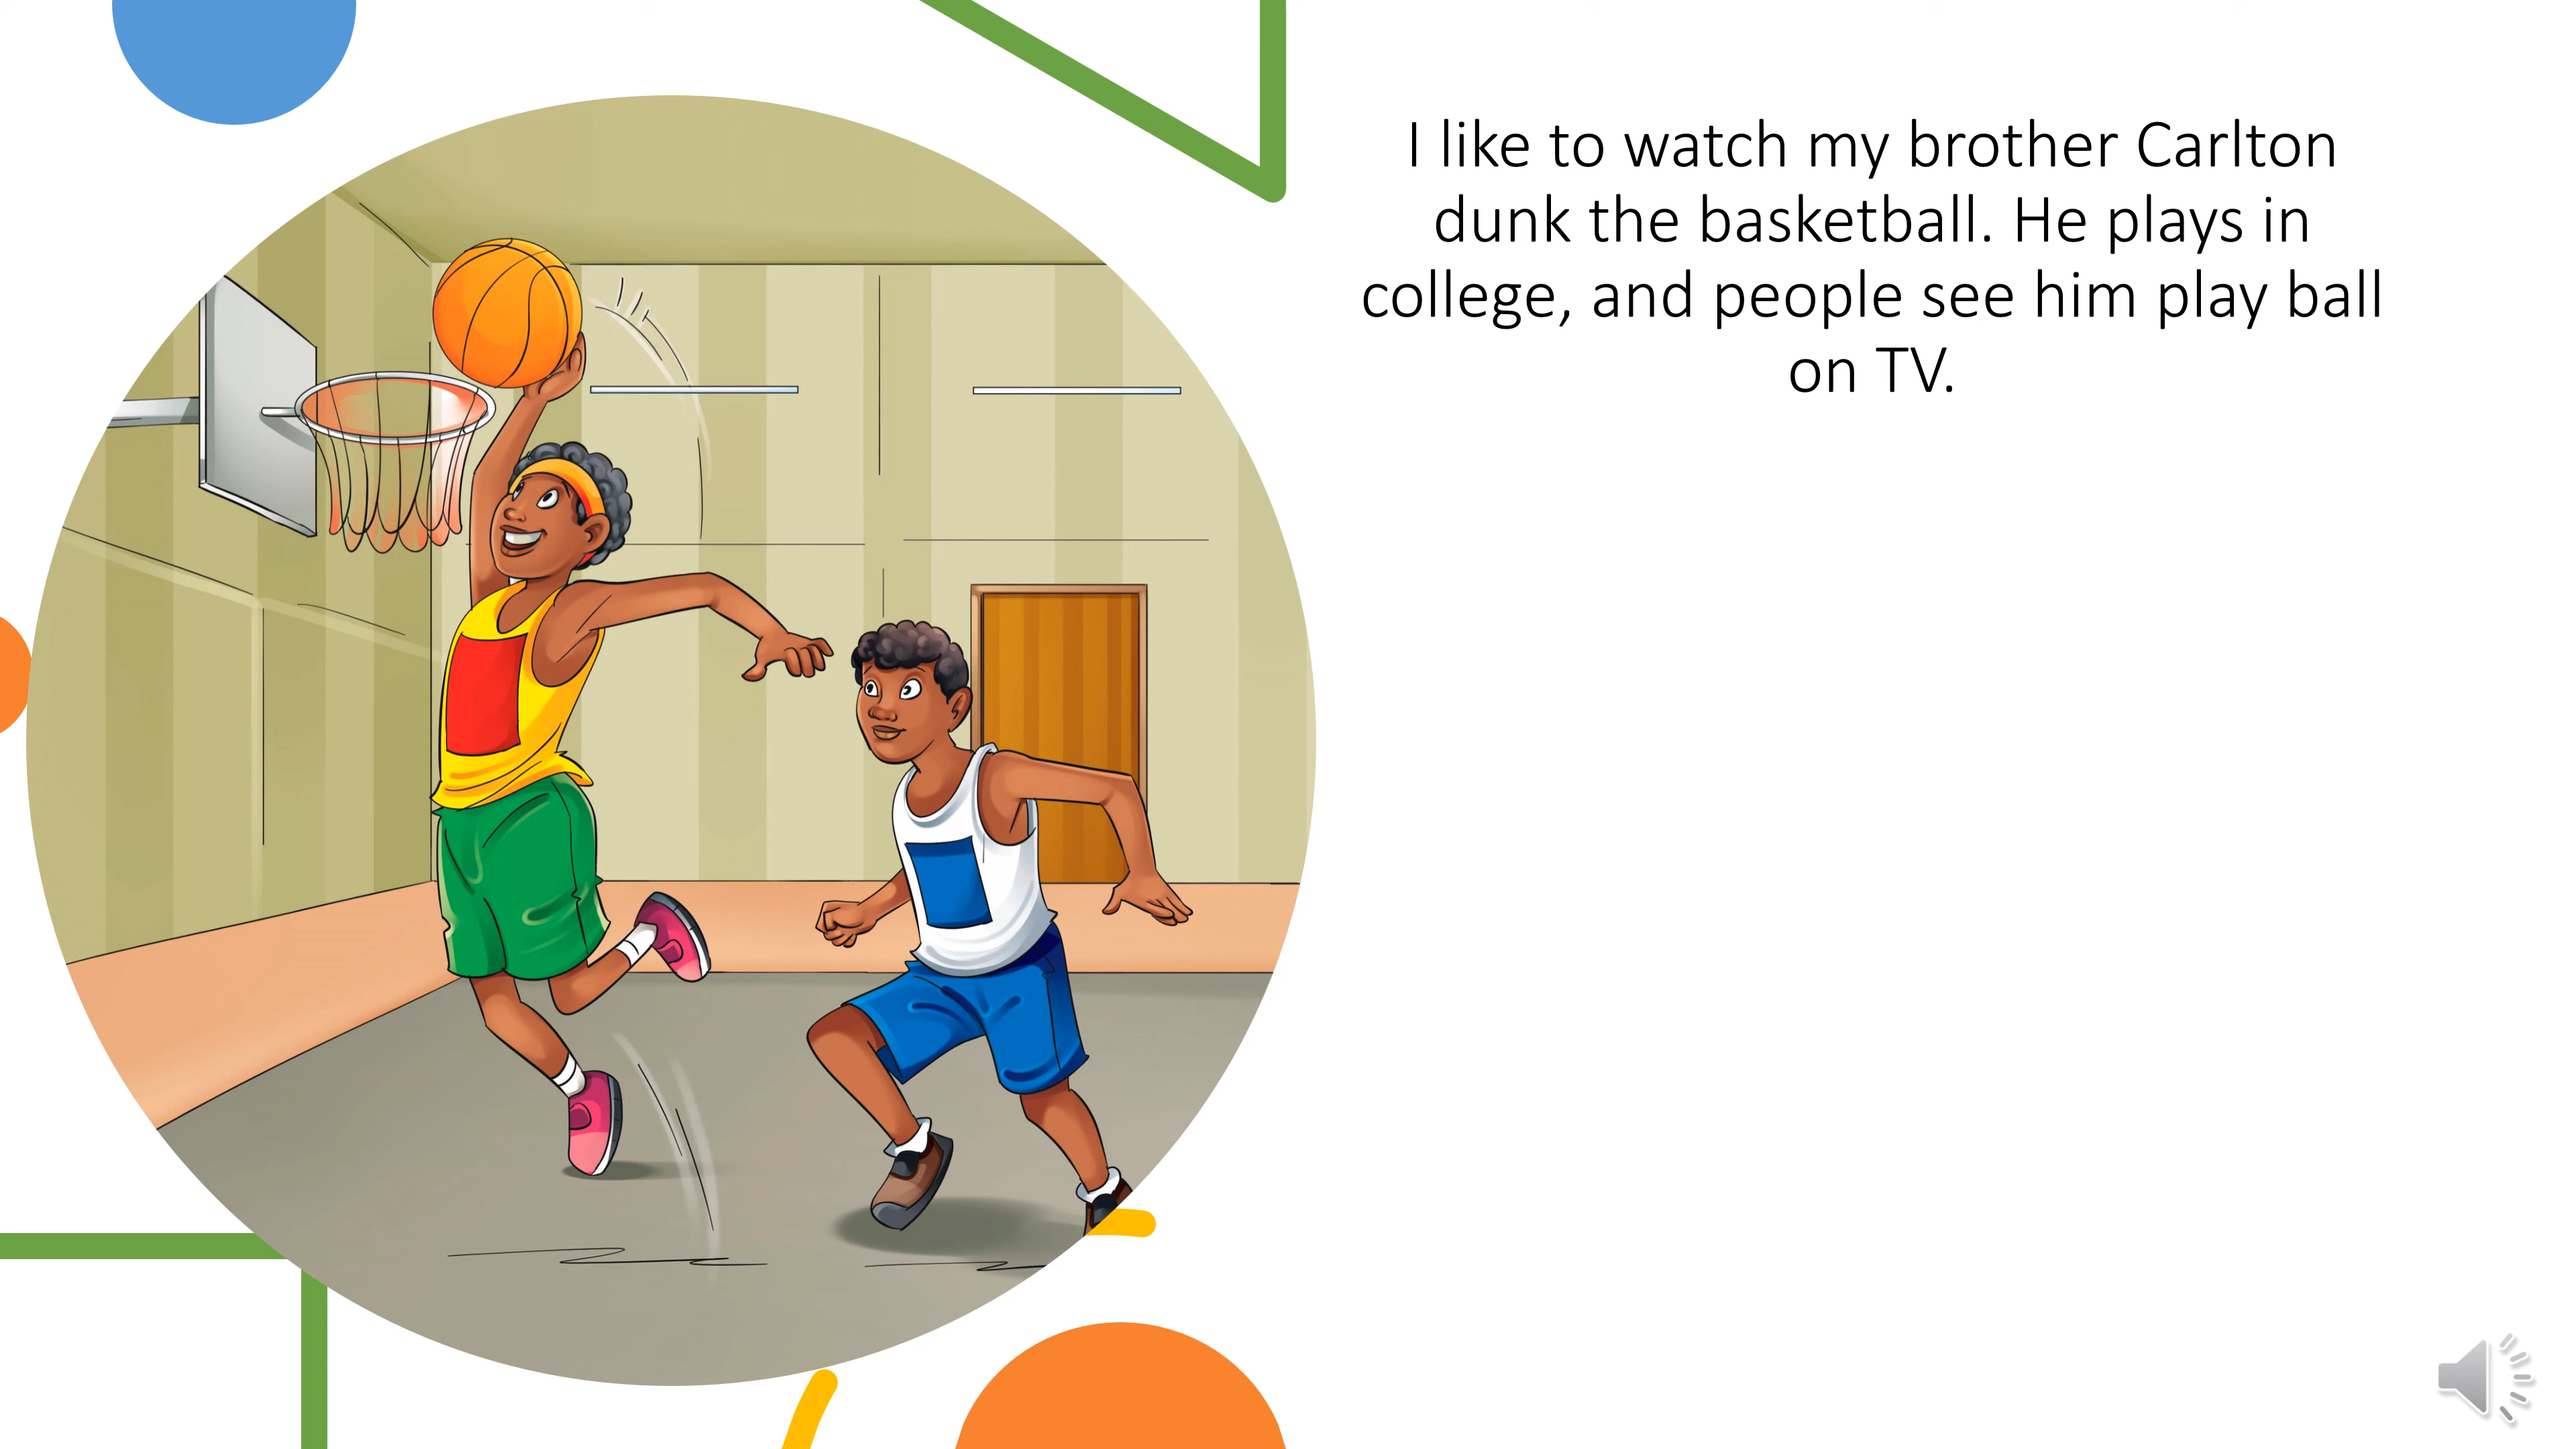 I like to watch my brother Carlton
dunk the basketball. He plays in
college, and people see him play ball
on TV.